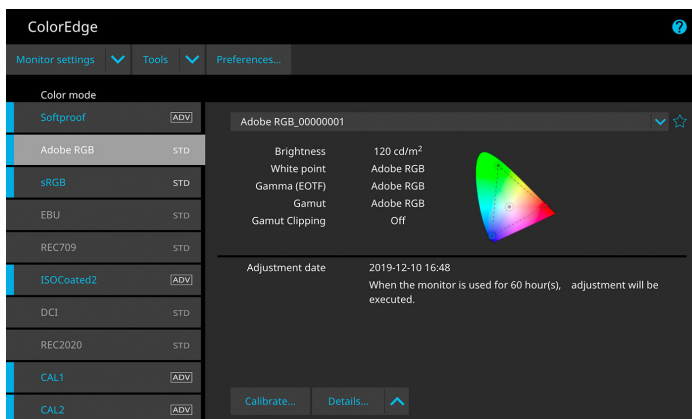 ColorEdge
?
Monitor settings Tools Preferences...
Color mode
Softproof ADV
Adobe RGB STD
sRGB STD
EBU STD
REC709 STD
ISOCoated2 ADV
DCI STD
REC2020 STD
CAL1 ADV
CAL2 ADV
Adobe RGB_00000001
Brightness 120 cd/m²
White point Adobe RGB
Gamma (EOTF) Adobe RGB
Gamut Adobe RGB
Gamut Clipping Off
Adjustment date 2019-12-10 16:48
When the monitor is used for 60 hour(s), adjustment will be
executed.
Calibrate... Details...